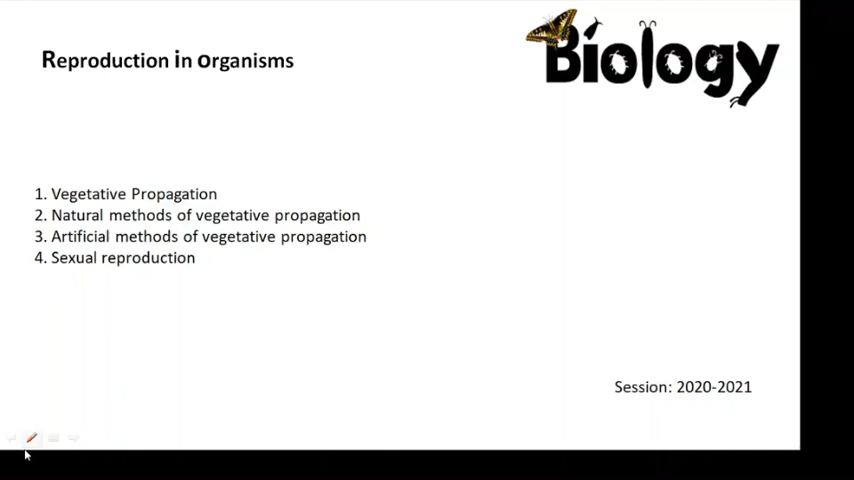 Reproduction in organisms
Biology
1. Vegetative Propagation
2. Natural methods of vegetative propagation
3. Artificial methods of vegetative propagation
4. Sexual reproduction
Session: 2020-2021